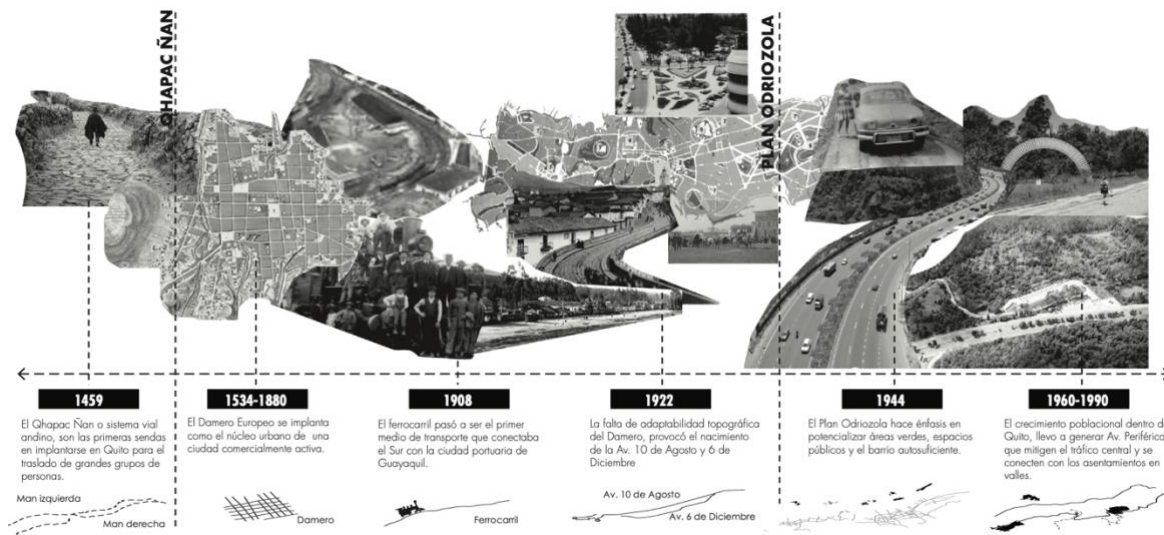 QHAPAC ÑAN
PLAN ODRIOZOLA
1459
El Qhapac Ñan o sistema vial
andino, son las primeras sendas
en implantarse en Quito para el
traslado de grandes grupos de
personas.
Man izquierda
Man derecha
1534-1880
El Damero Europeo se implanta
como el núcleo urbano de una
ciudad comercialmente activa.
Damero
1908
El ferrocarril pasó a ser el primer
medio de transporte que conectaba
el Sur con la ciudad portuaria de
Guayaquil.
Ferrocarril
1922
La falta de adaptabilidad topográfica
del Damero, provocó el nacimiento
de la Av. 10 de Agosto y 6 de
Diciembre
Av. 10 de Agosto
Av. 6 de Diciembre
1944
El Plan Odriozola hace énfasis en
potencializar áreas verdes, espacios
públicos y el barrio autosuficiente.
1960-1990
El crecimiento poblacional dentro d
Quito, llevo a generar Av. Periférica
que mitigen el tráfico central y se
conecten con los asentamientos en
valles.